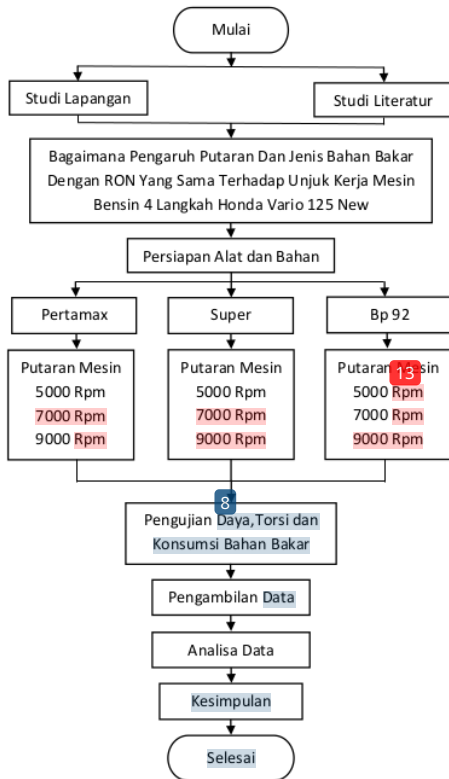 Mulai
Studi Lapangan
Studi Literatur
Bagaimana Pengaruh Putaran Dan Jenis Bahan Bakar
Dengan RON Yang Sama Terhadap Unjuk Kerja Mesin
Bensin 4 Langkah Honda Vario 125 New
Persiapan Alat dan Bahan
Pertamax
Super
Bp 92
Putaran Mesin
5000 Rpm
7000 Rpm
9000 Rpm
Putaran Mesin
5000 Rpm
7000 Rpm
9000 Rpm
Putaran Mesin
13
5000 Rpm
7000 Rpm
9000 Rpm
8
Pengujian Daya,Torsi dan
Konsumsi Bahan Bakar
Pengambilan Data
Analisa Data
Kesimpulan
Selesai